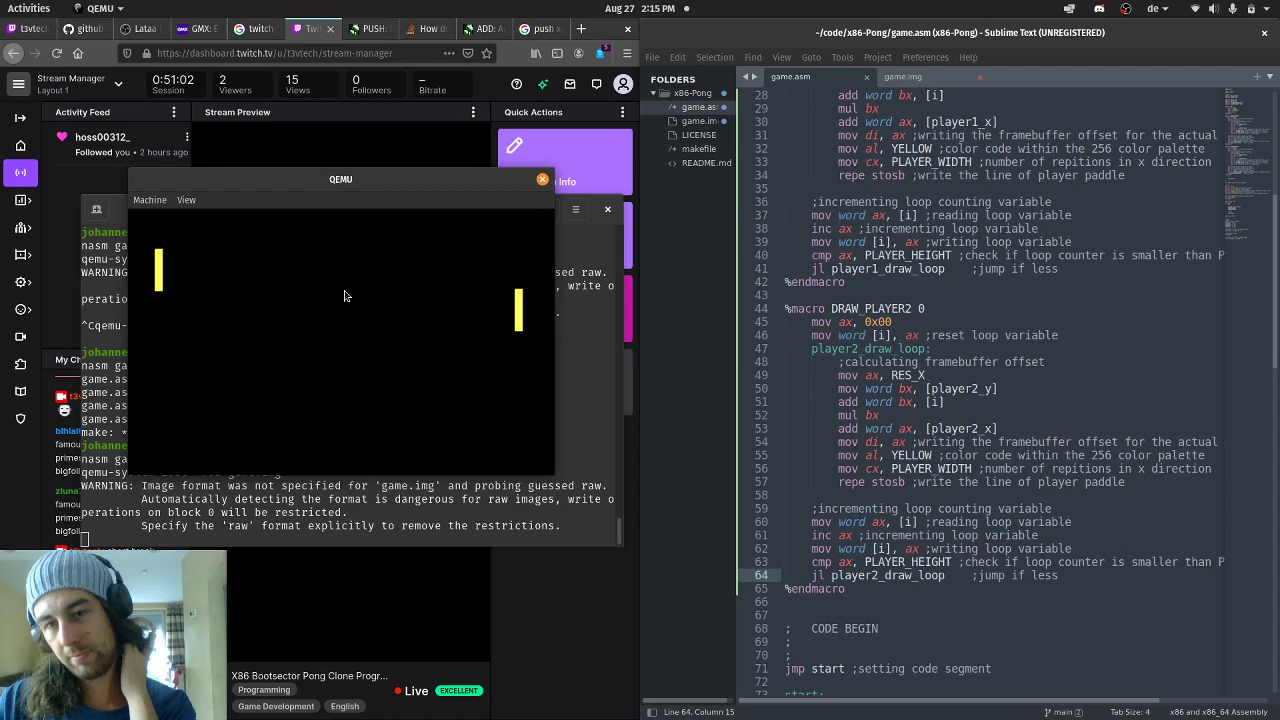 Activities
QEMU
Aug 27 2:15 PM
de
t3vtech
github
Lataa
GMX: E
twitch
Twi
PUSH:
How d
ADD: A
push x
https://dashboard.twitch.tv/u/t3vtech/stream-manager
Stream Manager
Layout 1
0:51:02
Session
2
Viewers
15
Views
0
Followers
–
Bitrate
Activity Feed
Stream Preview
Quick Actions
hoss00312_
Followed you • 2 hours ago
QEMU
Machine View
johanne
nasm ga
qemu-sy
WARNING
essed raw.
, write o
peratio
^Cqemu-
johanne
nasm ga
game.as
game.as
game.as
game.as
make: *
johanne
nasm ga
WARNING: Image format was not specified for 'game.img' and probing guessed raw.
Automatically detecting the format is dangerous for raw images, write o
perations on block 0 will be restricted.
Specify the 'raw' format explicitly to remove the restrictions.
My Ch
famou
prime
bigfoll
zluna
famou
prime
bigfoll
X86 Bootsector Pong Clone Progr...
Programming
Live
EXCELLENT
Game Development
English
~/code/x86-Pong/game.asm (x86-Pong) - Sublime Text (UNREGISTERED)
File Edit Selection Find View Goto Tools Project Preferences Help
FOLDERS
x86-Pong
game.as
game.im
LICENSE
makefile
README.md
game.asm
game.img
28 add word bx, [i]
29 mul bx
30 add word ax, [player1_x]
31 mov di, ax ;writing the framebuffer offset for the actual
32 mov al, YELLOW ;color code within the 256 color palette
33 mov cx, PLAYER_WIDTH ;number of repitions in x direction
34 repe stosb ;write the line of player paddle
35
36 ;incrementing loop counting variable
37 mov word ax, [i] ;reading loop variable
38 inc ax ;incrementing loop variable
39 mov word [i], ax ;writing loop variable
40 cmp ax, PLAYER_HEIGHT ;check if loop counter is smaller than P
41 jl player1_draw_loop ;jump if less
42 %endmacro
43
44 %macro DRAW_PLAYER2 0
45 mov ax, 0x00
46 mov word [i], ax ;reset loop variable
47 player2_draw_loop:
48 ;calculating framebuffer offset
49 mov ax, RES_X
50 mov word bx, [player2_y]
51 add word bx, [i]
52 mul bx
53 add word ax, [player2_x]
54 mov di, ax ;writing the framebuffer offset for the actual
55 mov al, YELLOW ;color code within the 256 color palette
56 mov cx, PLAYER_WIDTH ;number of repitions in x direction
57 repe stosb ;write the line of player paddle
58
59 ;incrementing loop counting variable
60 mov word ax, [i] ;reading loop variable
61 inc ax ;incrementing loop variable
62 mov word [i], ax ;writing loop variable
63 cmp ax, PLAYER_HEIGHT ;check if loop counter is smaller than P
64 jl player2_draw_loop ;jump if less
65 %endmacro
66
67
68 ; CODE BEGIN
69 ;
70 ;
71 jmp start ;setting code segment
72
73 start:
Line 64, Column 15
main (2)
Tab Size: 4
x86 and x86_64 Assembly